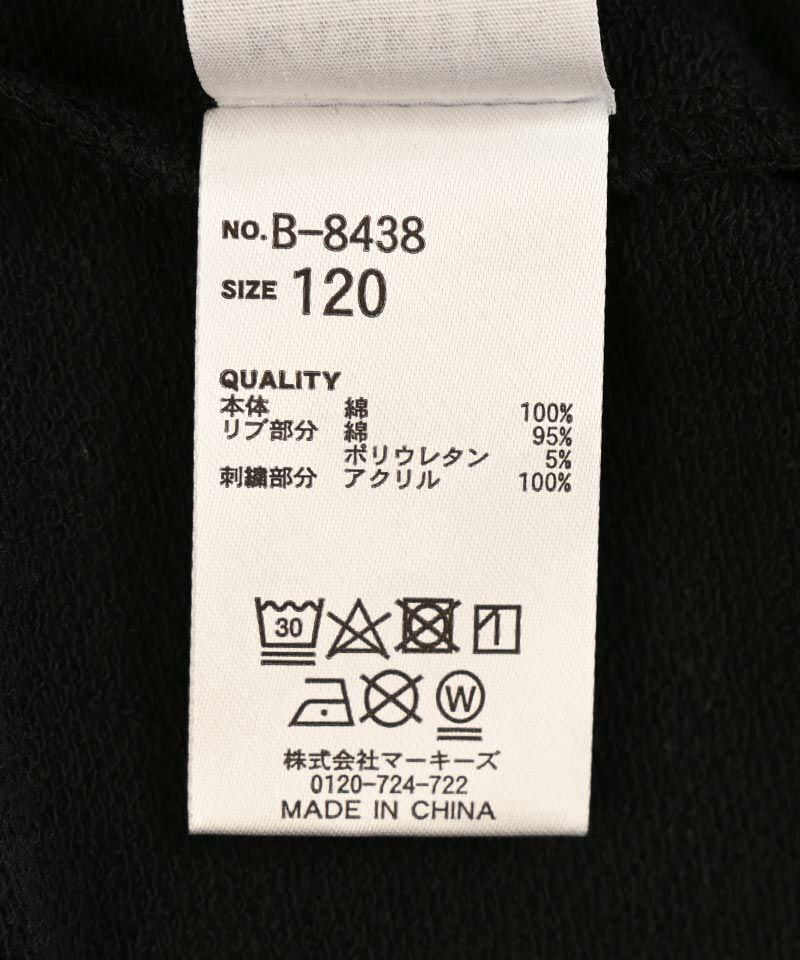 NO. B-8438
SIZE 120
QUALITY
本体 綿 100%
リブ部分 綿 95%
ポリウレタン 5%
刺繍部分 アクリル 100%
30
W
株式会社マーキーズ
0120-724-722
MADE IN CHINA